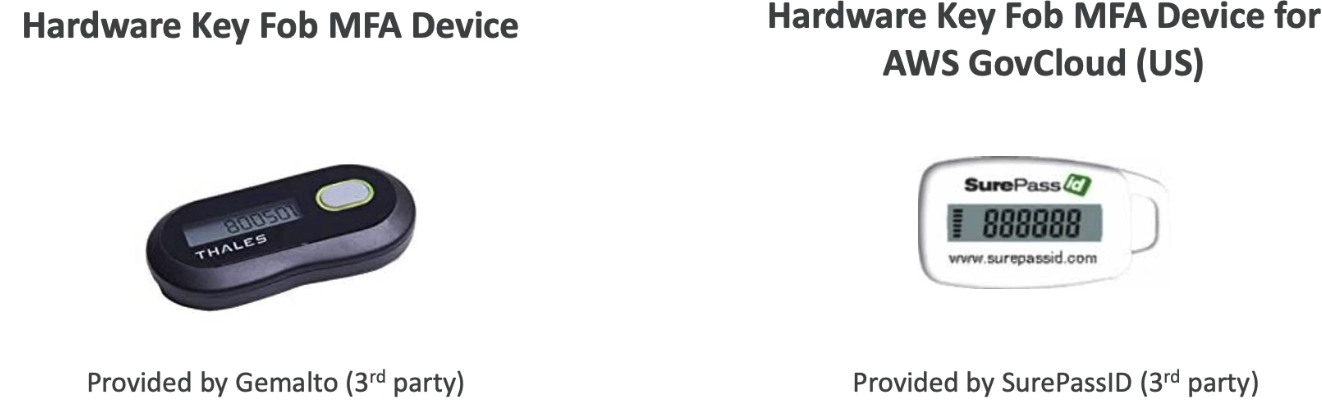 Hardware Key Fob MFA Device
Hardware Key Fob MFA Device for
AWS GovCloud (US)
800501
THALES
SurePass id
888888
www.surepassid.com
Provided by Gemalto (3rd party)
Provided by SurePassID (3rd party)